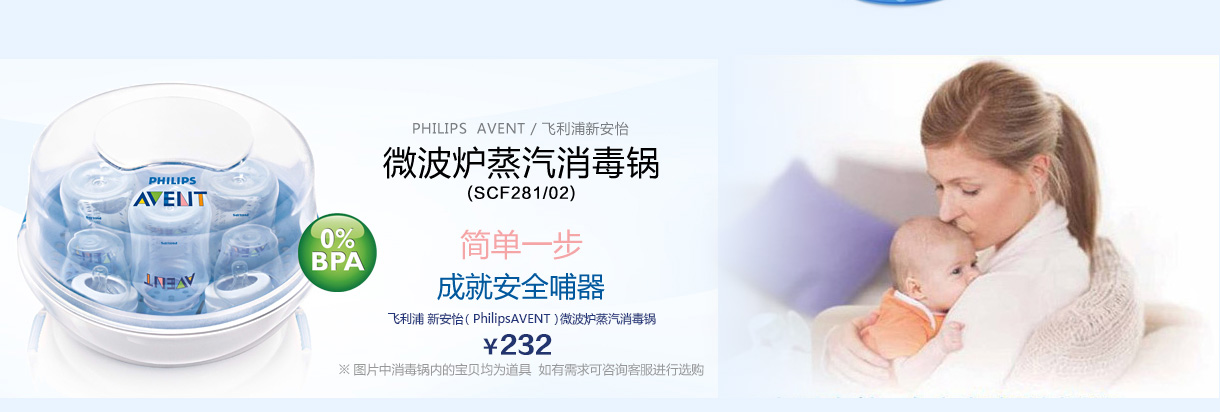 PHILIPS AVENT / 飞利浦新安怡
微波炉蒸汽消毒锅
(SCF281/02)
PHILIPS
AVENT
0%
BPA
AVENT
简单一步
成就安全哺器
飞利浦 新安怡（ PhilipsAVENT ）微波炉蒸汽消毒锅
¥232
※ 图片中消毒锅内的宝贝均为道具 如有需求可咨询客服进行选购